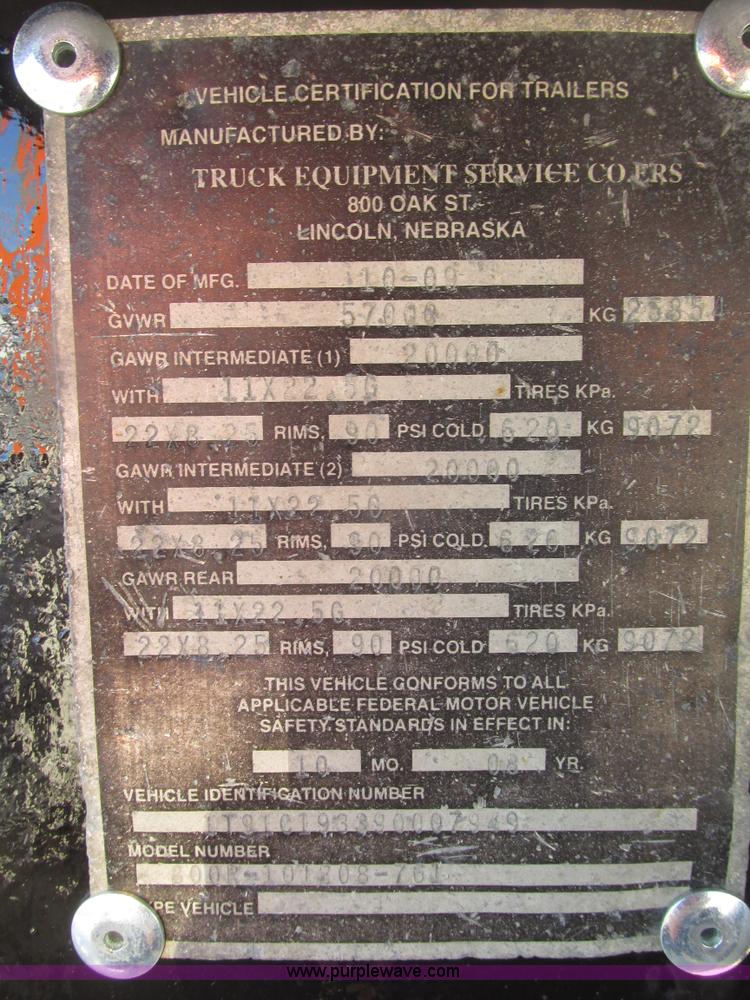 VEHICLE CERTIFICATION FOR TRAILERS
MANUFACTURED BY:
TRUCK EQUIPMENT SERVICE CO.ERS
800 OAK ST.
LINCOLN, NEBRASKA
DATE OF MFG. 10-08
GVWR 57000 KG 25854
GAWR INTERMEDIATE (1) 20000
WITH 11X22.5G TIRES KPa.
22X8.25 RIMS, 90 PSI COLD 620 KG 9072
GAWR INTERMEDIATE (2) 20000
WITH 11X22.5G TIRES KPa.
22X8.25 RIMS, 90 PSI COLD 620 KG 9072
GAWR REAR 20000
WITH 11X22.5G TIRES KPa.
22X8.25 RIMS, 90 PSI COLD 620 KG 9072
THIS VEHICLE CONFORMS TO ALL
APPLICABLE FEDERAL MOTOR VEHICLE
SAFETY STANDARDS IN EFFECT IN:
10 MO. 08 YR.
VEHICLE IDENTIFICATION NUMBER
MODEL NUMBER
PE VEHICLE
www.purplewave.com